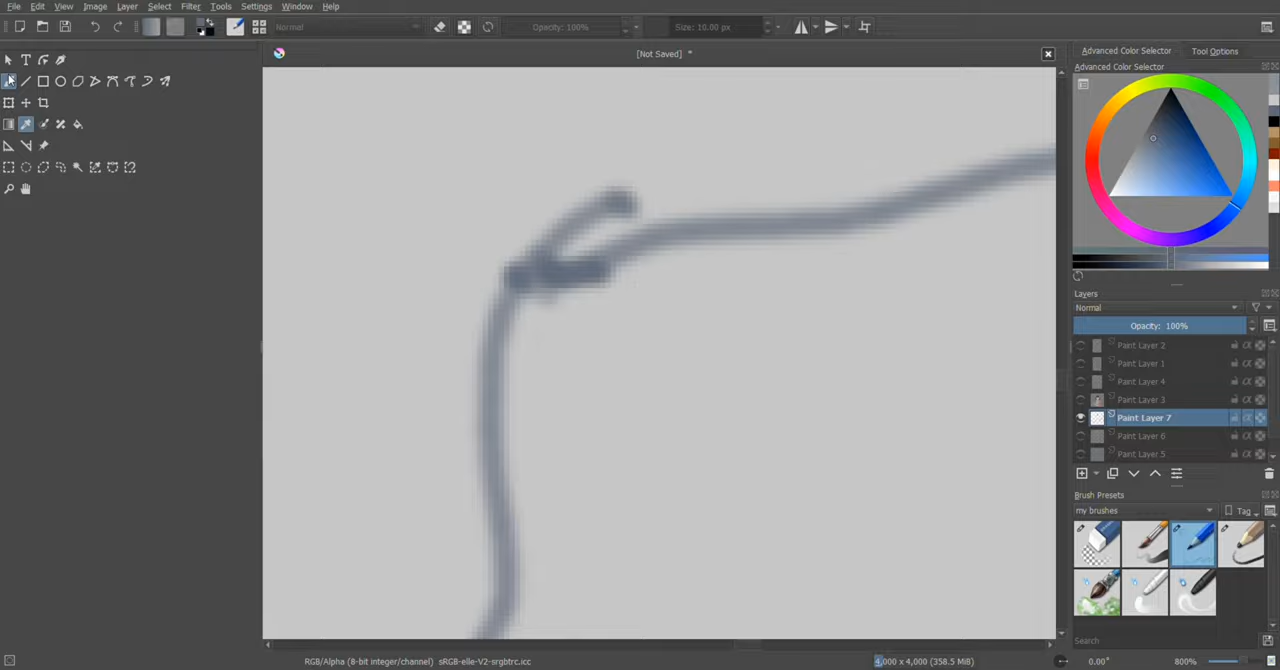 File Edit View Image Layer Select Filter Tools Settings Window Help
Normal Opacity: 100% Size: 10.00 px
[Not Saved] *
Advanced Color Selector Tool Options
Advanced Color Selector
Layers
Normal
Opacity: 100%
Paint Layer 2
Paint Layer 1
Paint Layer 4
Paint Layer 3
Paint Layer 7
Paint Layer 6
Paint Layer 5
Brush Presets
my brushes Tag
Search
RGB/Alpha (8-bit integer/channel) sRGB-elle-V2-srgbtrc.icc 4,000 x 4,000 (358.5 MiB) 0.00° 800%